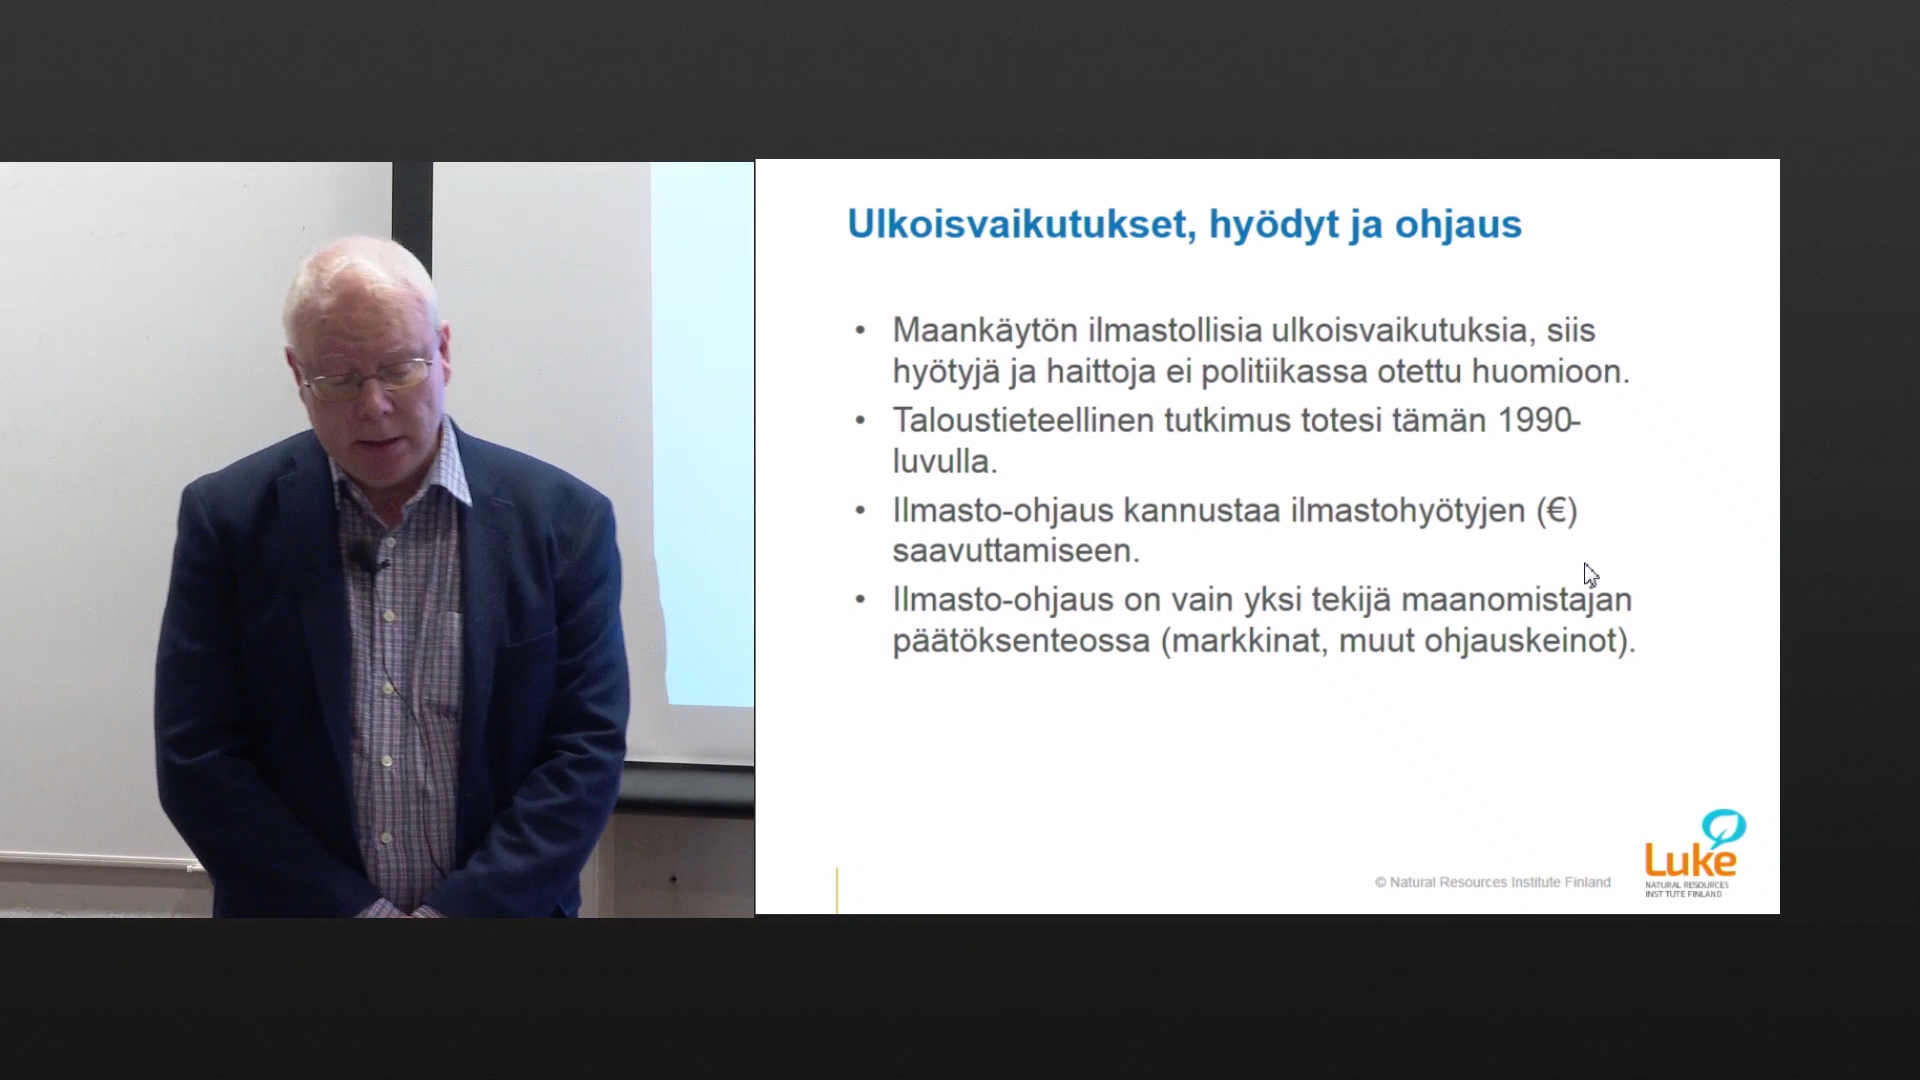 Ulkoisvaikutukset, hyödyt ja ohjaus
• Maankäytön ilmastollisia ulkoisvaikutuksia, siis
hyötyjä ja haittoja ei politiikassa otettu huomioon.
• Taloustieteellinen tutkimus totesi tämän 1990-
luvulla.
• Ilmasto-ohjaus kannustaa ilmastohyötyjen (€)
saavuttamiseen.
• Ilmasto-ohjaus on vain yksi tekijä maanomistajan
päätöksenteossa (markkinat, muut ohjauskeinot).
© Natural Resources Institute Finland
Luke
NATURAL RESOURCES
INSTITUTE FINLAND